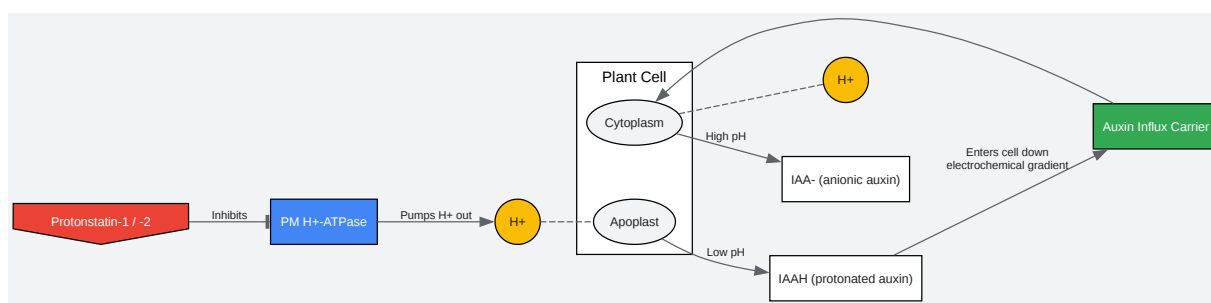 Plant Cell
H+
Cytoplasm
Auxin Influx Carrier
High pH
Enters cell down
electrochemical gradient
IAA- (anionic auxin)
Protonstatin-1 / -2
Inhibits
PM H+-ATPase
Pumps H+ out
H+
Apoplast
Low pH
IAAH (protonated auxin)